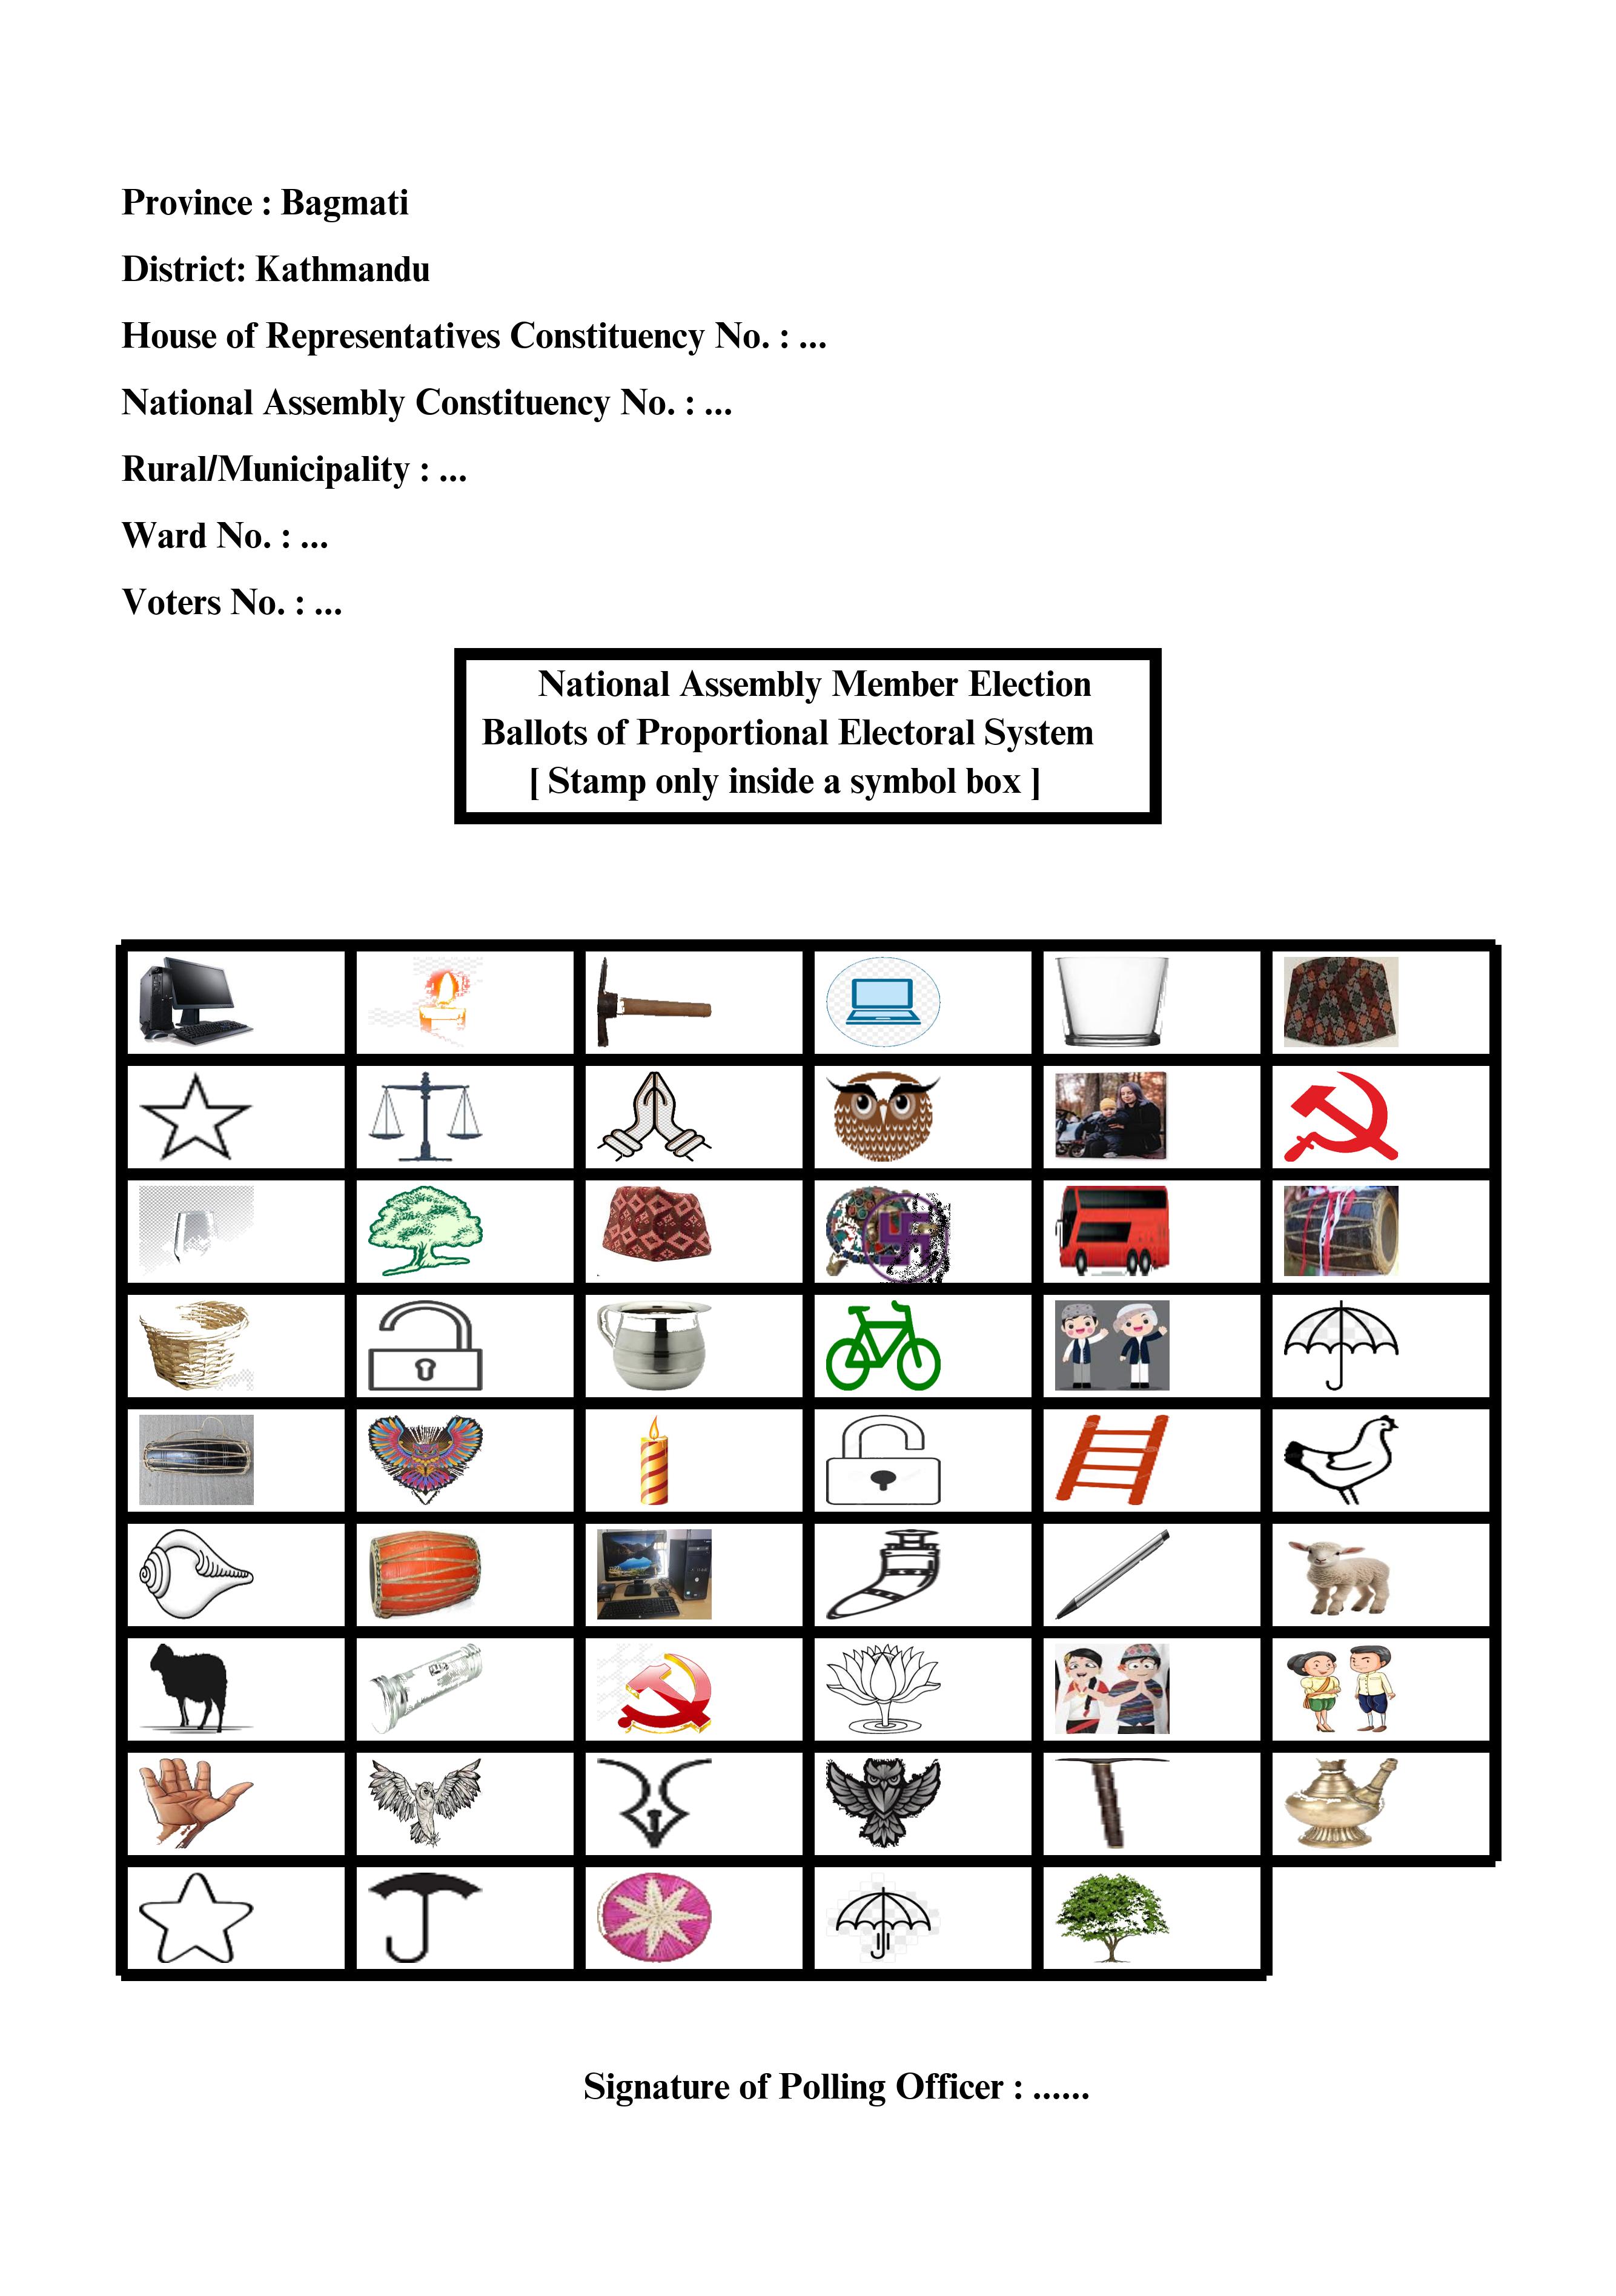 Province : Bagmati
District: Kathmandu
House of Representatives Constituency No. : ...
National Assembly Constituency No. : ...
Rural/Municipality : ...
Ward No. : ...
Voters No. : ...
National Assembly Member Election
Ballots of Proportional Electoral System
[ Stamp only inside a symbol box ]
Signature of Polling Officer : ......